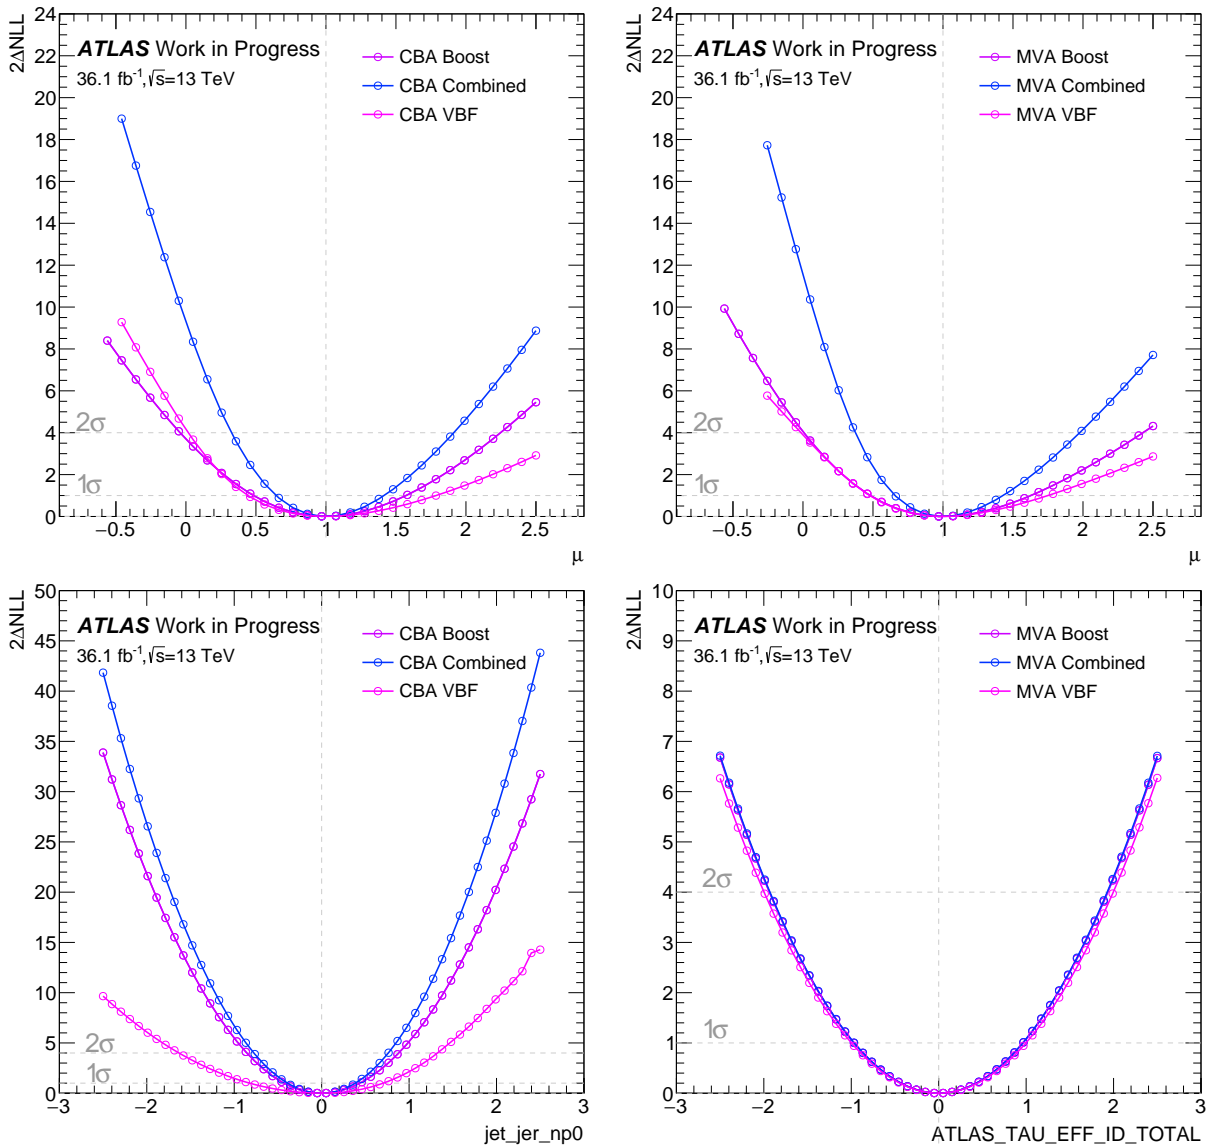 2ΔNLL
24
22
20
18
16
14
12
10
8
6
4
2
0
ATLAS Work in Progress
36.1 fb⁻¹,√s=13 TeV
CBA Boost
CBA Combined
CBA VBF
2σ
1σ
−0.5 0 0.5 1 1.5 2 2.5
μ
2ΔNLL
24
22
20
18
16
14
12
10
8
6
4
2
0
ATLAS Work in Progress
36.1 fb⁻¹,√s=13 TeV
MVA Boost
MVA Combined
MVA VBF
2σ
1σ
−0.5 0 0.5 1 1.5 2 2.5
μ
2ΔNLL
50
45
40
35
30
25
20
15
10
5
0
ATLAS Work in Progress
36.1 fb⁻¹,√s=13 TeV
CBA Boost
CBA Combined
CBA VBF
2σ
1σ
−3 −2 −1 0 1 2 3
jet_jer_np0
2ΔNLL
10
9
8
7
6
5
4
3
2
1
0
ATLAS Work in Progress
36.1 fb⁻¹,√s=13 TeV
MVA Boost
MVA Combined
MVA VBF
2σ
1σ
−3 −2 −1 0 1 2 3
ATLAS_TAU_EFF_ID_TOTAL